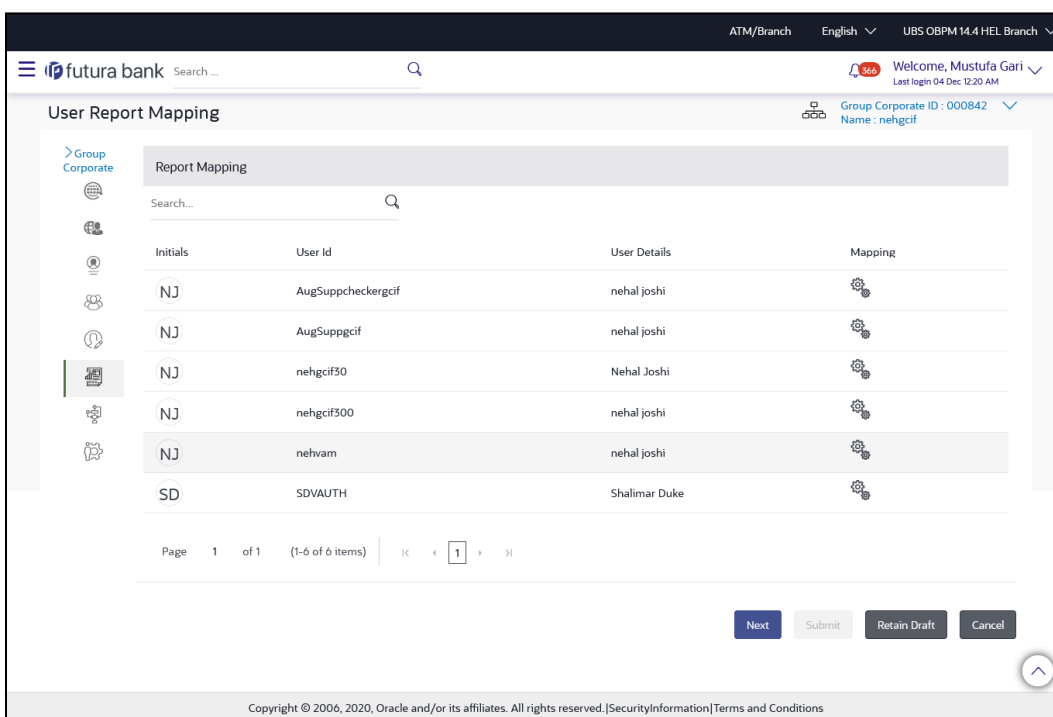 ATM/Branch English UBS OBPM 14.4 HEL Branch
futura bank Search ... 366 Welcome, Mustufa Gari
Last login 04 Dec 12:20 AM
User Report Mapping Group Corporate ID : 000842
Name : nehgcif
Group
Corporate
Report Mapping
Search...
Initials User Id User Details Mapping
NJ AugSuppcheckergcif nehal joshi
NJ AugSuppgcif nehal joshi
NJ nehgcif30 Nehal Joshi
NJ nehgcif300 nehal joshi
NJ nehvam nehal joshi
SD SDVAUTH Shalimar Duke
Page 1 of 1 (1-6 of 6 items) 1
Next Submit Retain Draft Cancel
Copyright © 2006, 2020, Oracle and/or its affiliates. All rights reserved.|SecurityInformation|Terms and Conditions